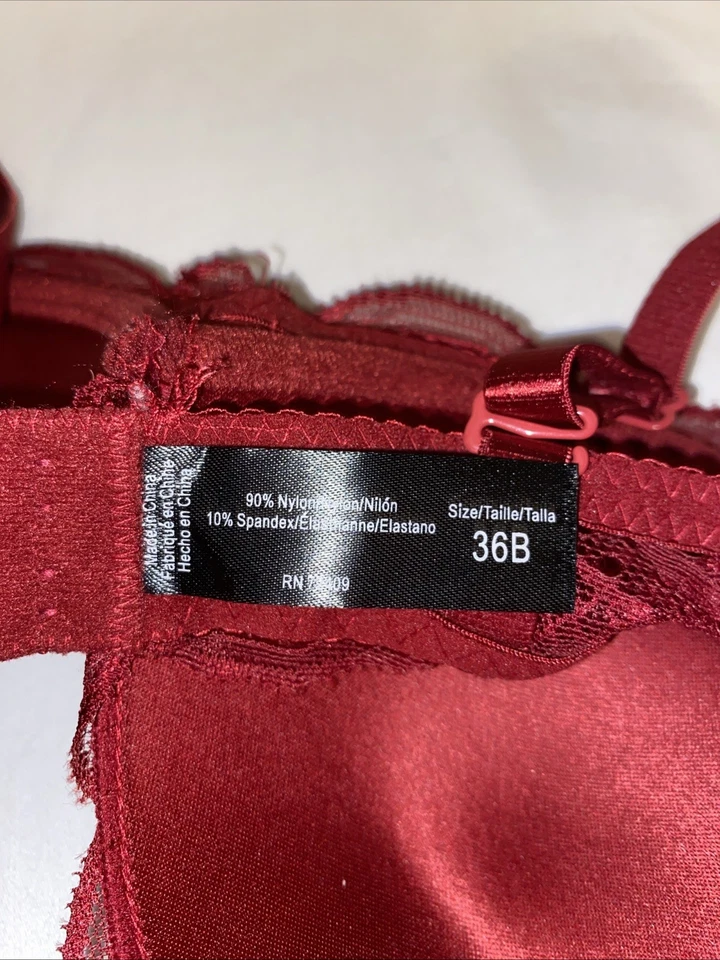 Made in China
Fabriqué en Chine
Hecho en China
90% Nylon/Nilón
10% Spandex/Élasthanne/Elastano
RN
Size/Taille/Talla
36B